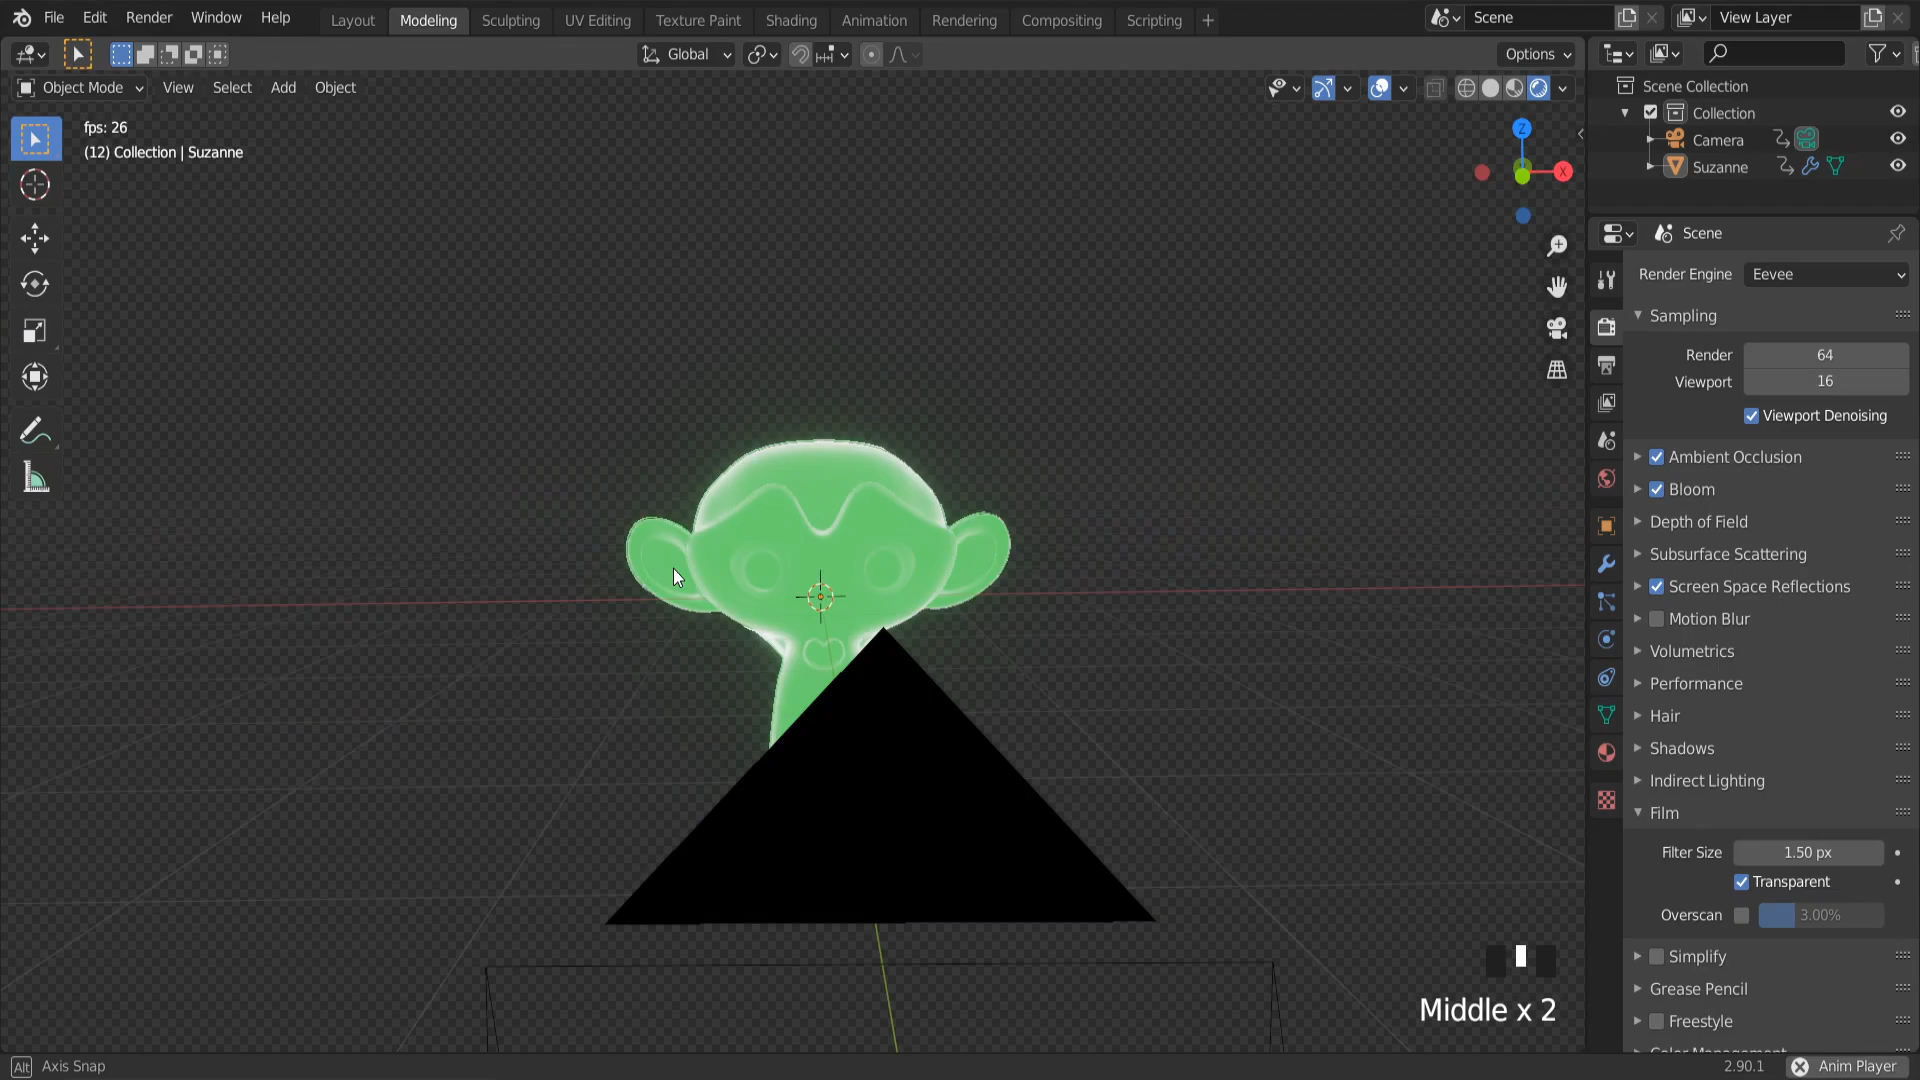 File Edit Render Window Help Layout Modeling Sculpting UV Editing Texture Paint Shading Animation Rendering Compositing Scripting + Scene View Layer
Global Options
Object Mode View Select Add Object
fps: 26
(12) Collection | Suzanne
Z
X
Scene Collection
Collection
Camera
Suzanne
Scene
Render Engine Eevee
Sampling
Render 64
Viewport 16
Viewport Denoising
Ambient Occlusion
Bloom
Depth of Field
Subsurface Scattering
Screen Space Reflections
Motion Blur
Volumetrics
Performance
Hair
Shadows
Indirect Lighting
Film
Filter Size 1.50 px
Transparent
Overscan 3.00%
Simplify
Grease Pencil
Freestyle
Color Management
Middle x 2
Alt Axis Snap 2.90.1 Anim Player